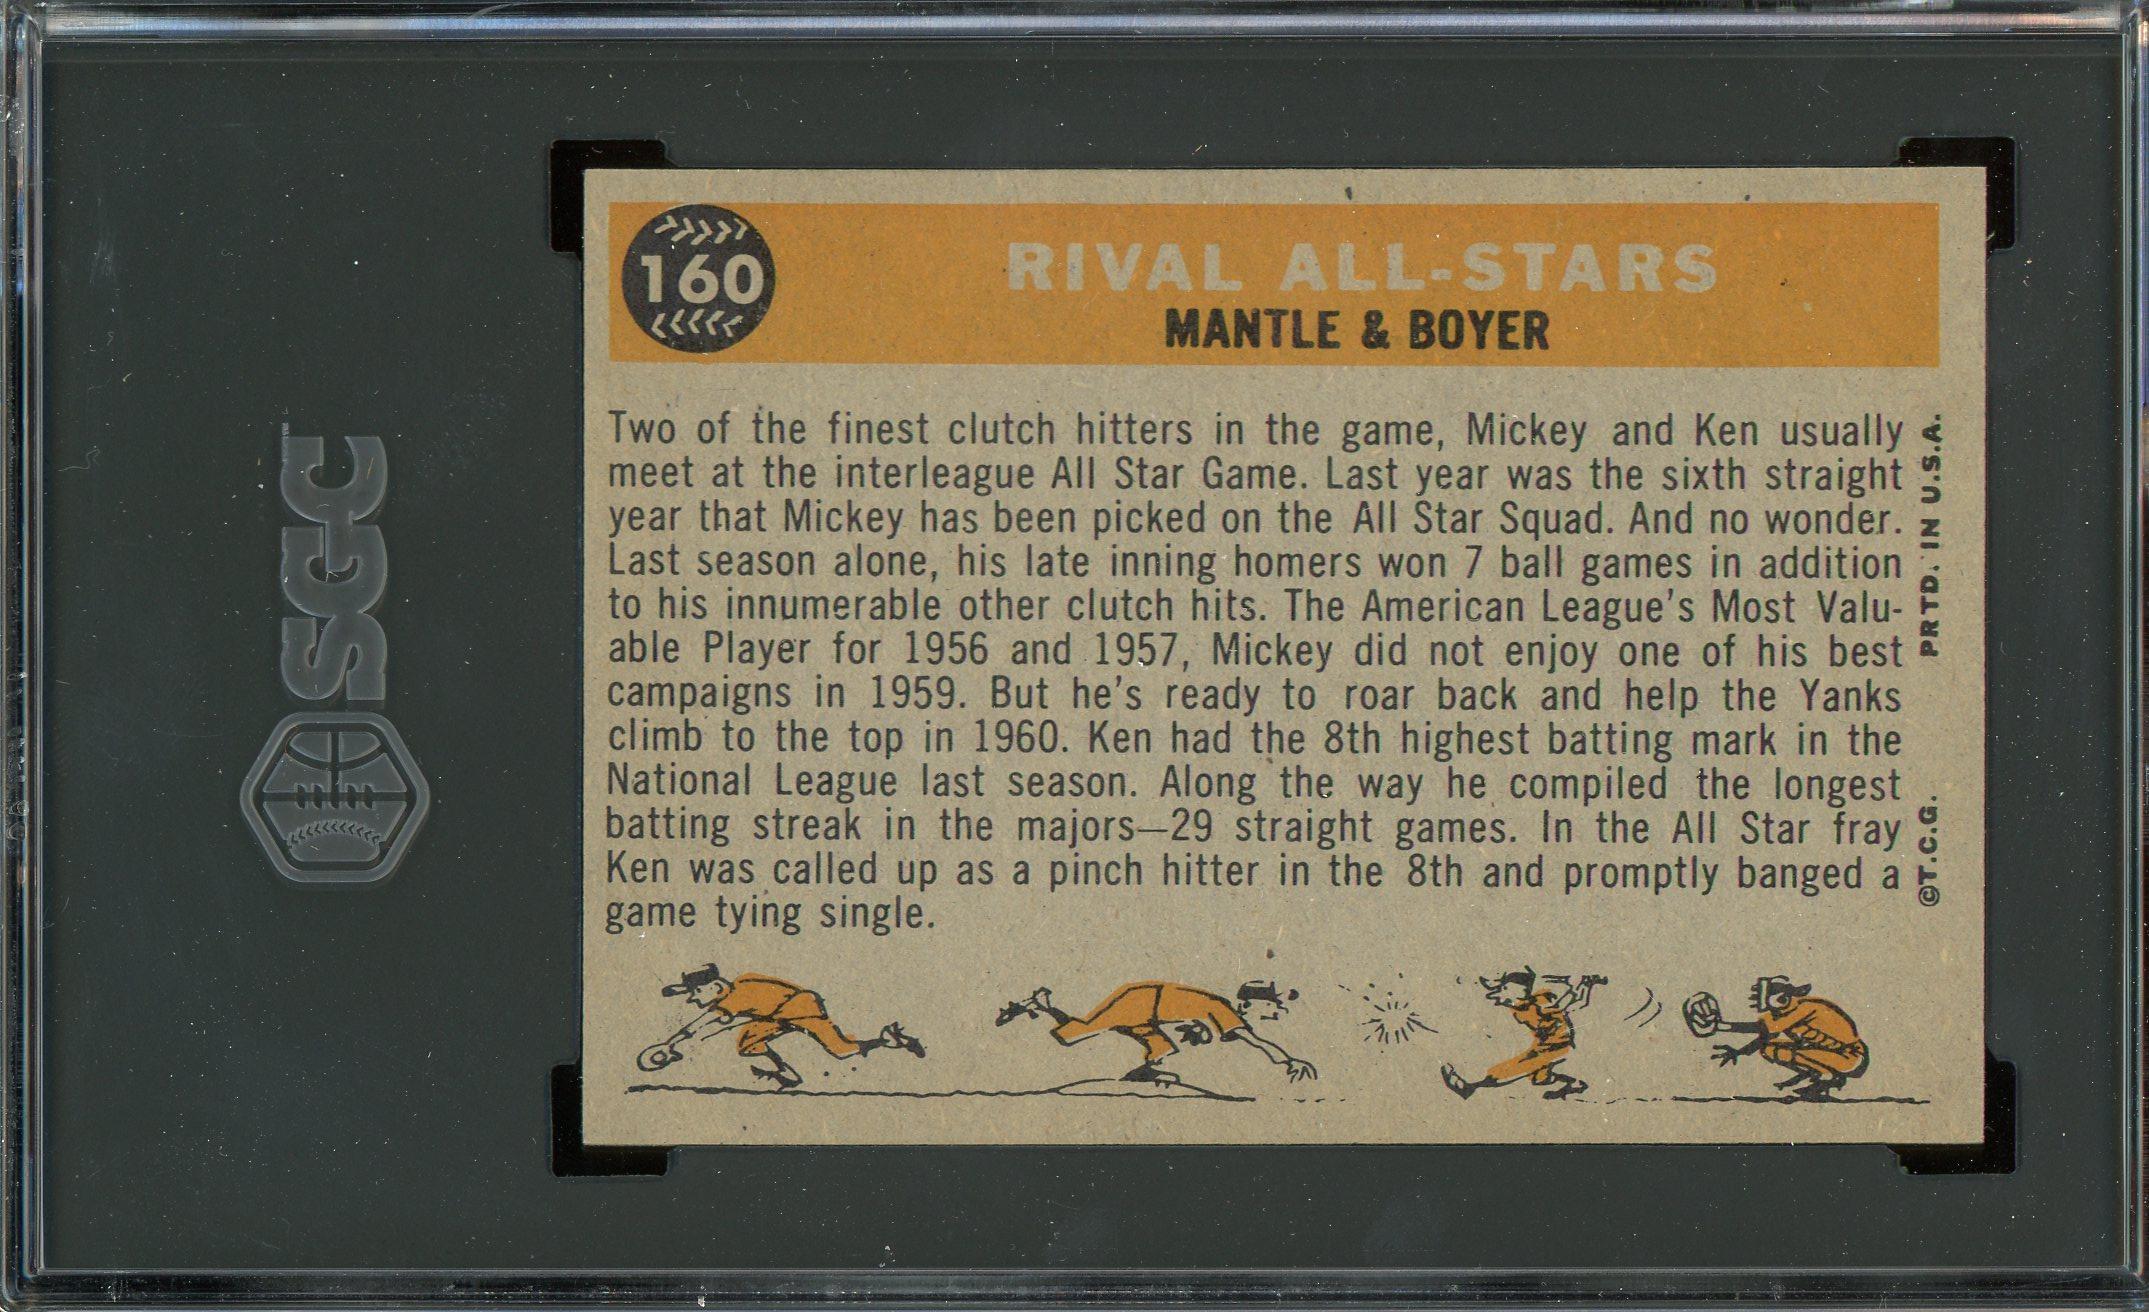 SGC
160
RIVAL ALL-STARS
MANTLE & BOYER
Two of the finest clutch hitters in the game, Mickey and Ken usually
meet at the interleague All Star Game. Last year was the sixth straight
year that Mickey has been picked on the All Star Squad. And no wonder.
Last season alone, his late inning homers won 7 ball games in addition
to his innumerable other clutch hits. The American League's Most Valu-
able Player for 1956 and 1957, Mickey did not enjoy one of his best
campaigns in 1959. But he's ready to roar back and help the Yanks
climb to the top in 1960. Ken had the 8th highest batting mark in the
National League last season. Along the way he compiled the longest
batting streak in the majors—29 straight games. In the All Star fray
Ken was called up as a pinch hitter in the 8th and promptly banged a
game tying single.
©T.C.G. PRTD. IN U.S.A.